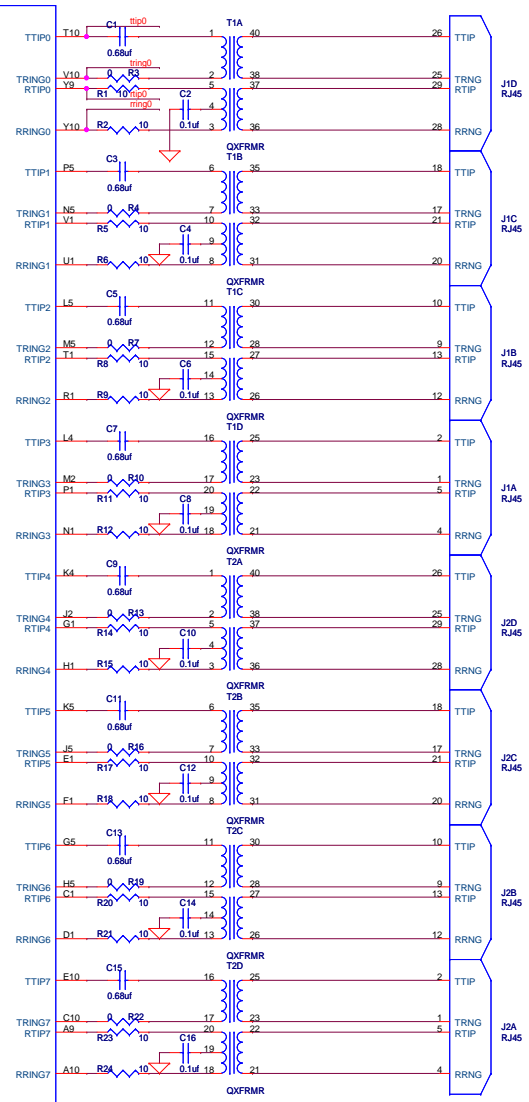 ttip0
C1 T1A
TTIP0 T10 1 40 26 TTIP
0.68uf
tring0
TRING0 V10 0 R3 2 38 25 TRNG
RTIP0 Y9 5 37 29 RTIP
J1D
RJ45
R1 10 rtip0 C2
rring0 4
RRING0 Y10 R2 10 0.1uf 3 36 28 RRNG
QXFRMR
C3 T1B
TTIP1 P5 6 35 18 TTIP
0.68uf
TRING1 N5 0 R4 7 33 17 TRNG
RTIP1 V1 10 32 21 RTIP
J1C
RJ45
R5 10 C4 9
RRING1 U1 R6 10 0.1uf 8 31 20 RRNG
QXFRMR
C5 T1C
TTIP2 L5 11 30 10 TTIP
0.68uf
TRING2 M5 0 R7 12 28 9 TRNG
RTIP2 T1 15 27 13 RTIP
J1B
RJ45
R8 10 C6 14
RRING2 R1 R9 10 0.1uf 13 26 12 RRNG
QXFRMR
C7 T1D
TTIP3 L4 16 25 2 TTIP
0.68uf
TRING3 M2 0 R10 17 23 1 TRNG
RTIP3 P1 20 22 5 RTIP
J1A
RJ45
R11 10 C8 19
RRING3 N1 R12 10 0.1uf 18 21 4 RRNG
QXFRMR
C9 T2A
TTIP4 K4 1 40 26 TTIP
0.68uf
TRING4 J2 0 R13 2 38 25 TRNG
RTIP4 G1 5 37 29 RTIP
J2D
RJ45
R14 10 C10 4
RRING4 H1 R15 10 0.1uf 3 36 28 RRNG
QXFRMR
C11 T2B
TTIP5 K5 6 35 18 TTIP
0.68uf
TRING5 J5 0 R16 7 33 17 TRNG
RTIP5 E1 10 32 21 RTIP
J2C
RJ45
R17 10 C12 9
RRING5 F1 R18 10 0.1uf 8 31 20 RRNG
QXFRMR
C13 T2C
TTIP6 G5 11 30 10 TTIP
0.68uf
TRING6 H5 0 R19 12 28 9 TRNG
RTIP6 C1 15 27 13 RTIP
J2B
RJ45
R20 10 C14 14
RRING6 D1 R21 10 0.1uf 13 26 12 RRNG
QXFRMR
C15 T2D
TTIP7 E10 16 25 2 TTIP
0.68uf
TRING7 C10 0 R22 17 23 1 TRNG
RTIP7 A9 20 22 5 RTIP
J2A
RJ45
R23 10 C16 19
RRING7 A10 R24 10 0.1uf 18 21 4 RRNG
QXFRMR